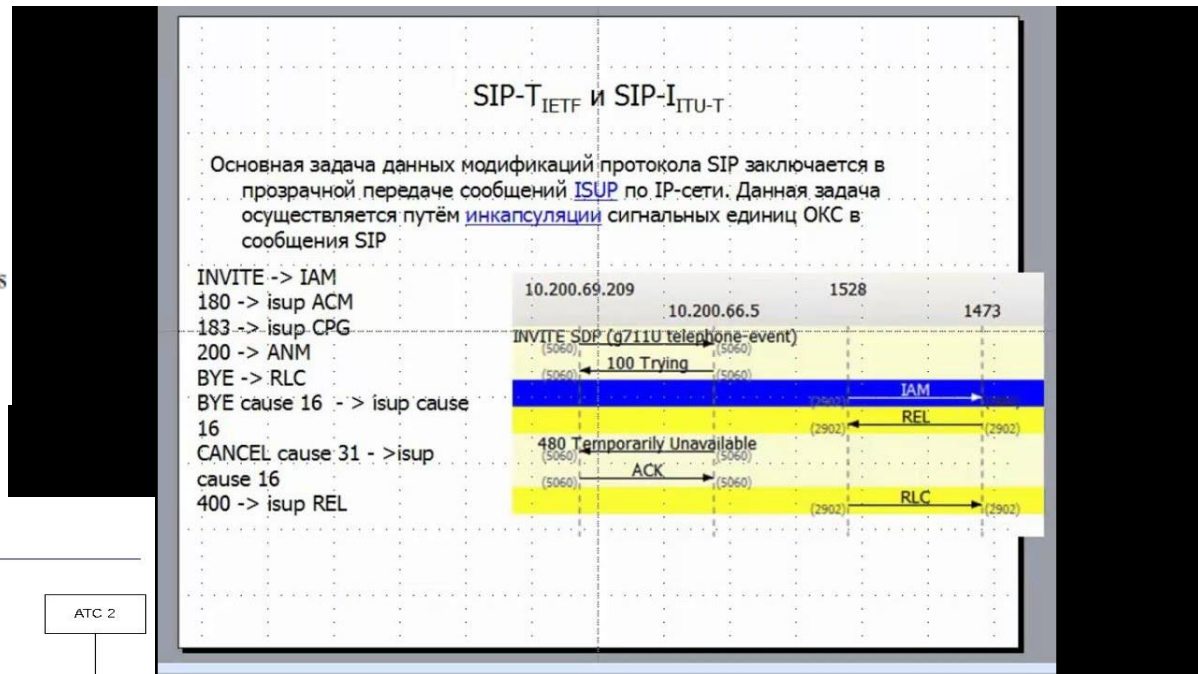 SIP-TIETF и SIP-IITU-T
Основная задача данных модификаций протокола SIP заключается в
прозрачной передаче сообщений ISUP по IP-сети. Данная задача
осуществляется путём инкапсуляции сигнальных единиц ОКС в
сообщения SIP
s
INVITE -> IAM
180 -> isup ACM
183 -> isup CPG
200 -> ANM
BYE -> RLC
BYE cause 16 - > isup cause
16
CANCEL cause 31 - >isup
cause 16
400 -> isup REL
10.200.69.209 1528
10.200.66.5 1473
INVITE SDP (g711U telephone-event)
(5060) (5060)
100 Trying
(5060) (5060)
IAM
(2902)
REL
(2902) (2902)
480 Temporarily Unavailable
(5060) (5060)
ACK
(5060) (5060)
RLC
(2902) (2902)
АТС 2